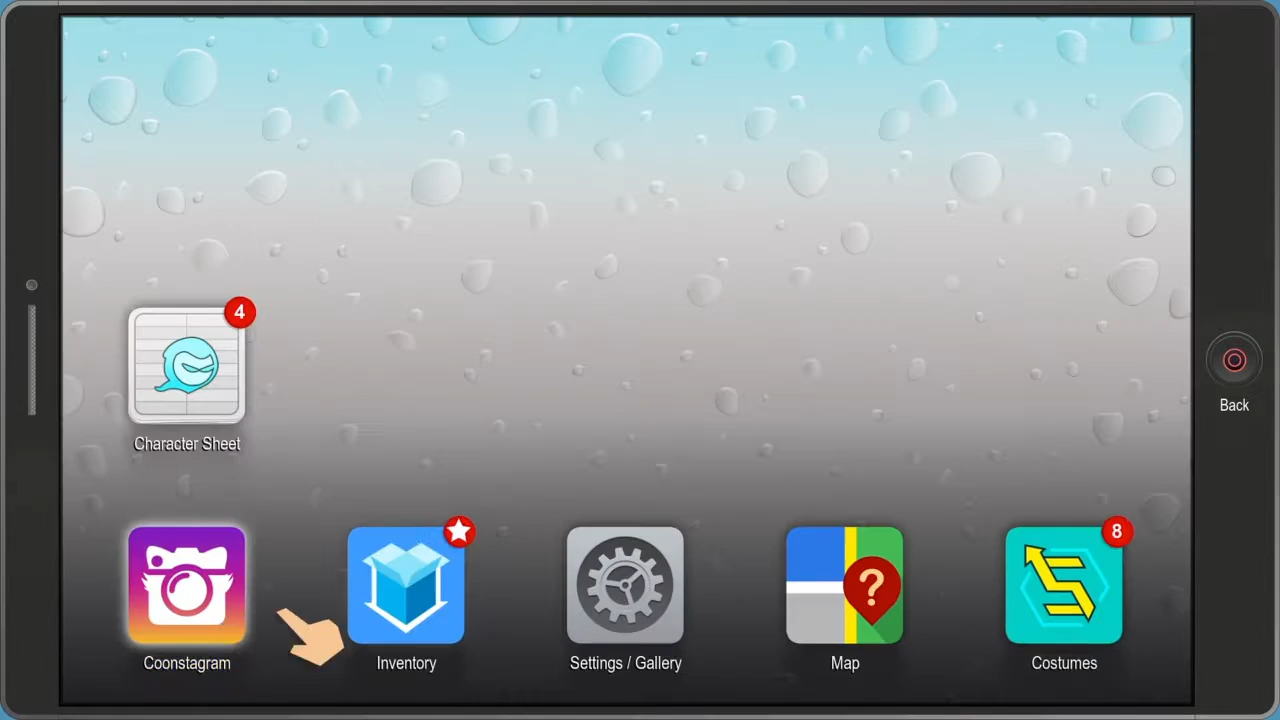 4
Character Sheet
Back
8
?
Coonstagram
Inventory
Settings / Gallery
Map
Costumes